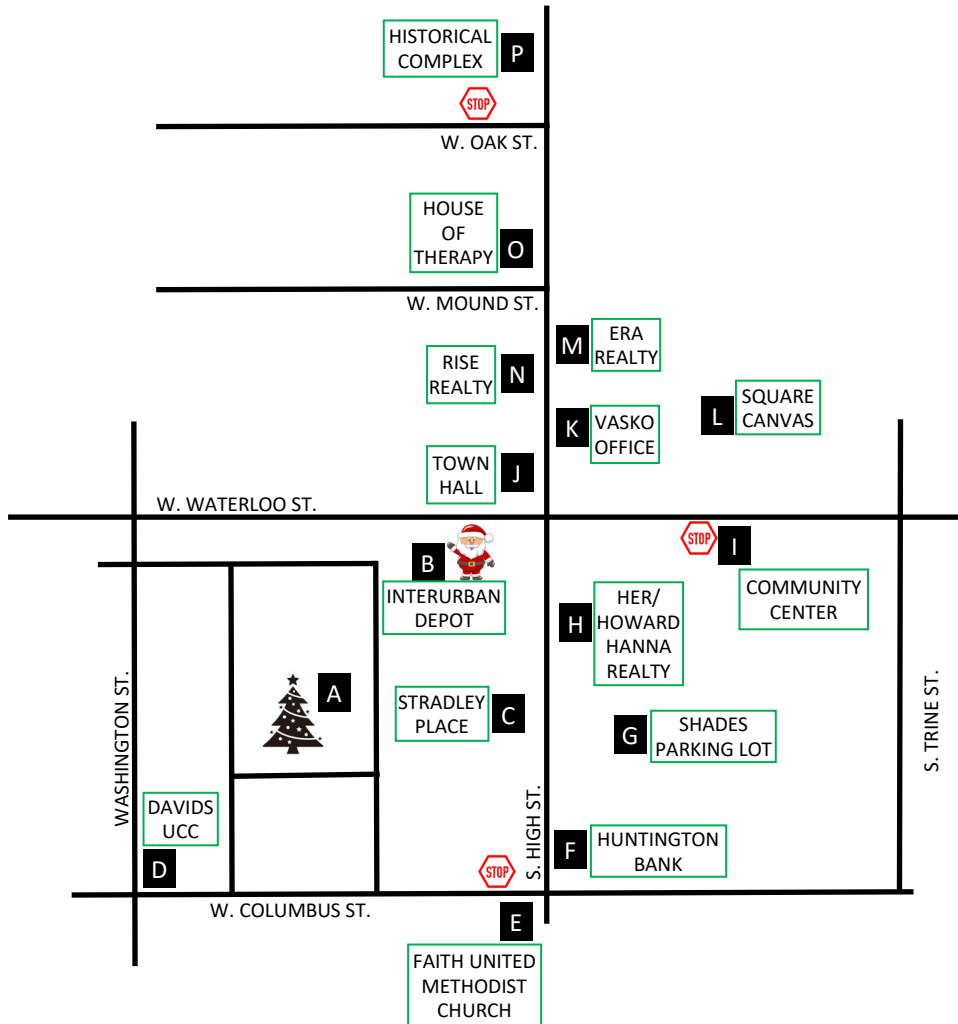 HISTORICAL
COMPLEX
P
STOP
W. OAK ST.
HOUSE
OF
THERAPY
O
W. MOUND ST.
M
ERA
REALTY
RISE
REALTY
N
L
SQUARE
CANVAS
K
VASKO
OFFICE
TOWN
HALL
J
W. WATERLOO ST.
B
INTERURBAN
DEPOT
STOP
I
COMMUNITY
CENTER
H
HER/
HOWARD
HANNA
REALTY
A
STRADLEY
PLACE
C
G
SHADES
PARKING LOT
WASHINGTON ST.
S. TRINE ST.
DAVIDS
UCC
D
S. HIGH ST.
F
HUNTINGTON
BANK
STOP
W. COLUMBUS ST.
E
FAITH UNITED
METHODIST
CHURCH